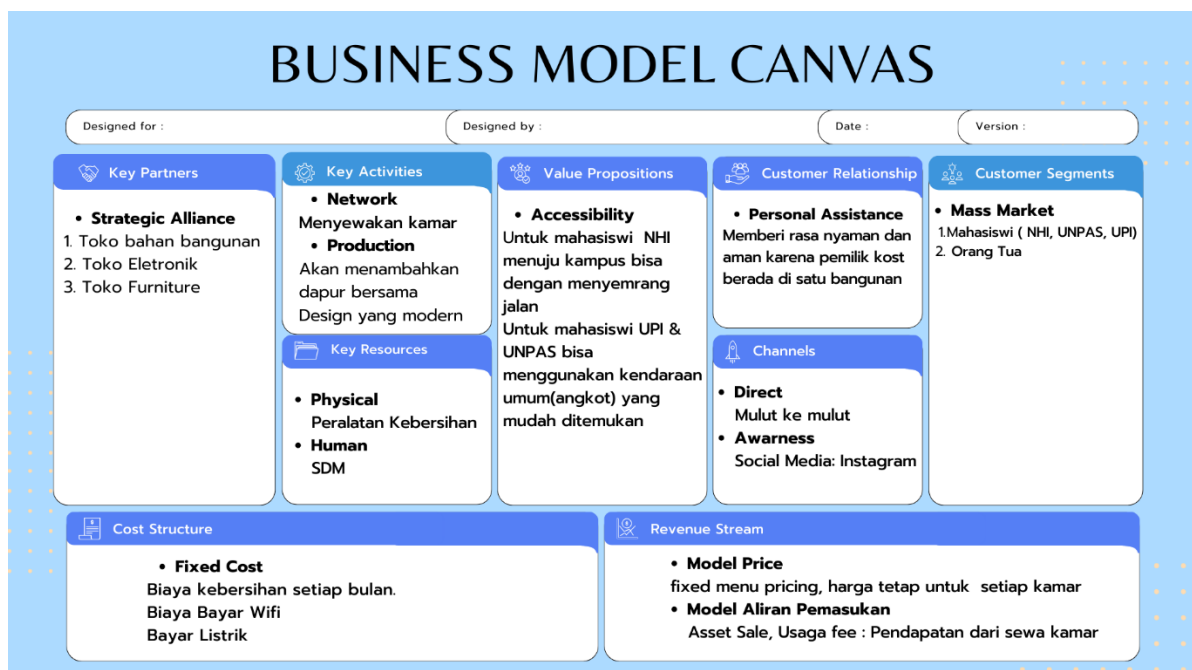 BUSINESS MODEL CANVAS
Designed for :
Designed by :
Date :
Version :
Key Partners
• Strategic Alliance
1. Toko bahan bangunan
2. Toko Eletronik
3. Toko Furniture
Key Activities
• Network
Menyewakan kamar
• Production
Akan menambahkan
dapur bersama
Design yang modern
Key Resources
• Physical
Peralatan Kebersihan
• Human
SDM
Value Propositions
• Accessibility
Untuk mahasiswi NHI
menuju kampus bisa
dengan menyemrang
jalan
Untuk mahasiswi UPI &
UNPAS bisa
menggunakan kendaraan
umum(angkot) yang
mudah ditemukan
Customer Relationship
• Personal Assistance
Memberi rasa nyaman dan
aman karena pemilik kost
berada di satu bangunan
Channels
• Direct
Mulut ke mulut
• Awarness
Social Media: Instagram
Customer Segments
• Mass Market
1.Mahasiswi ( NHI, UNPAS, UPI)
2. Orang Tua
Cost Structure
• Fixed Cost
Biaya kebersihan setiap bulan.
Biaya Bayar Wifi
Bayar Listrik
Revenue Stream
• Model Price
fixed menu pricing, harga tetap untuk setiap kamar
• Model Aliran Pemasukan
Asset Sale, Usaga fee : Pendapatan dari sewa kamar